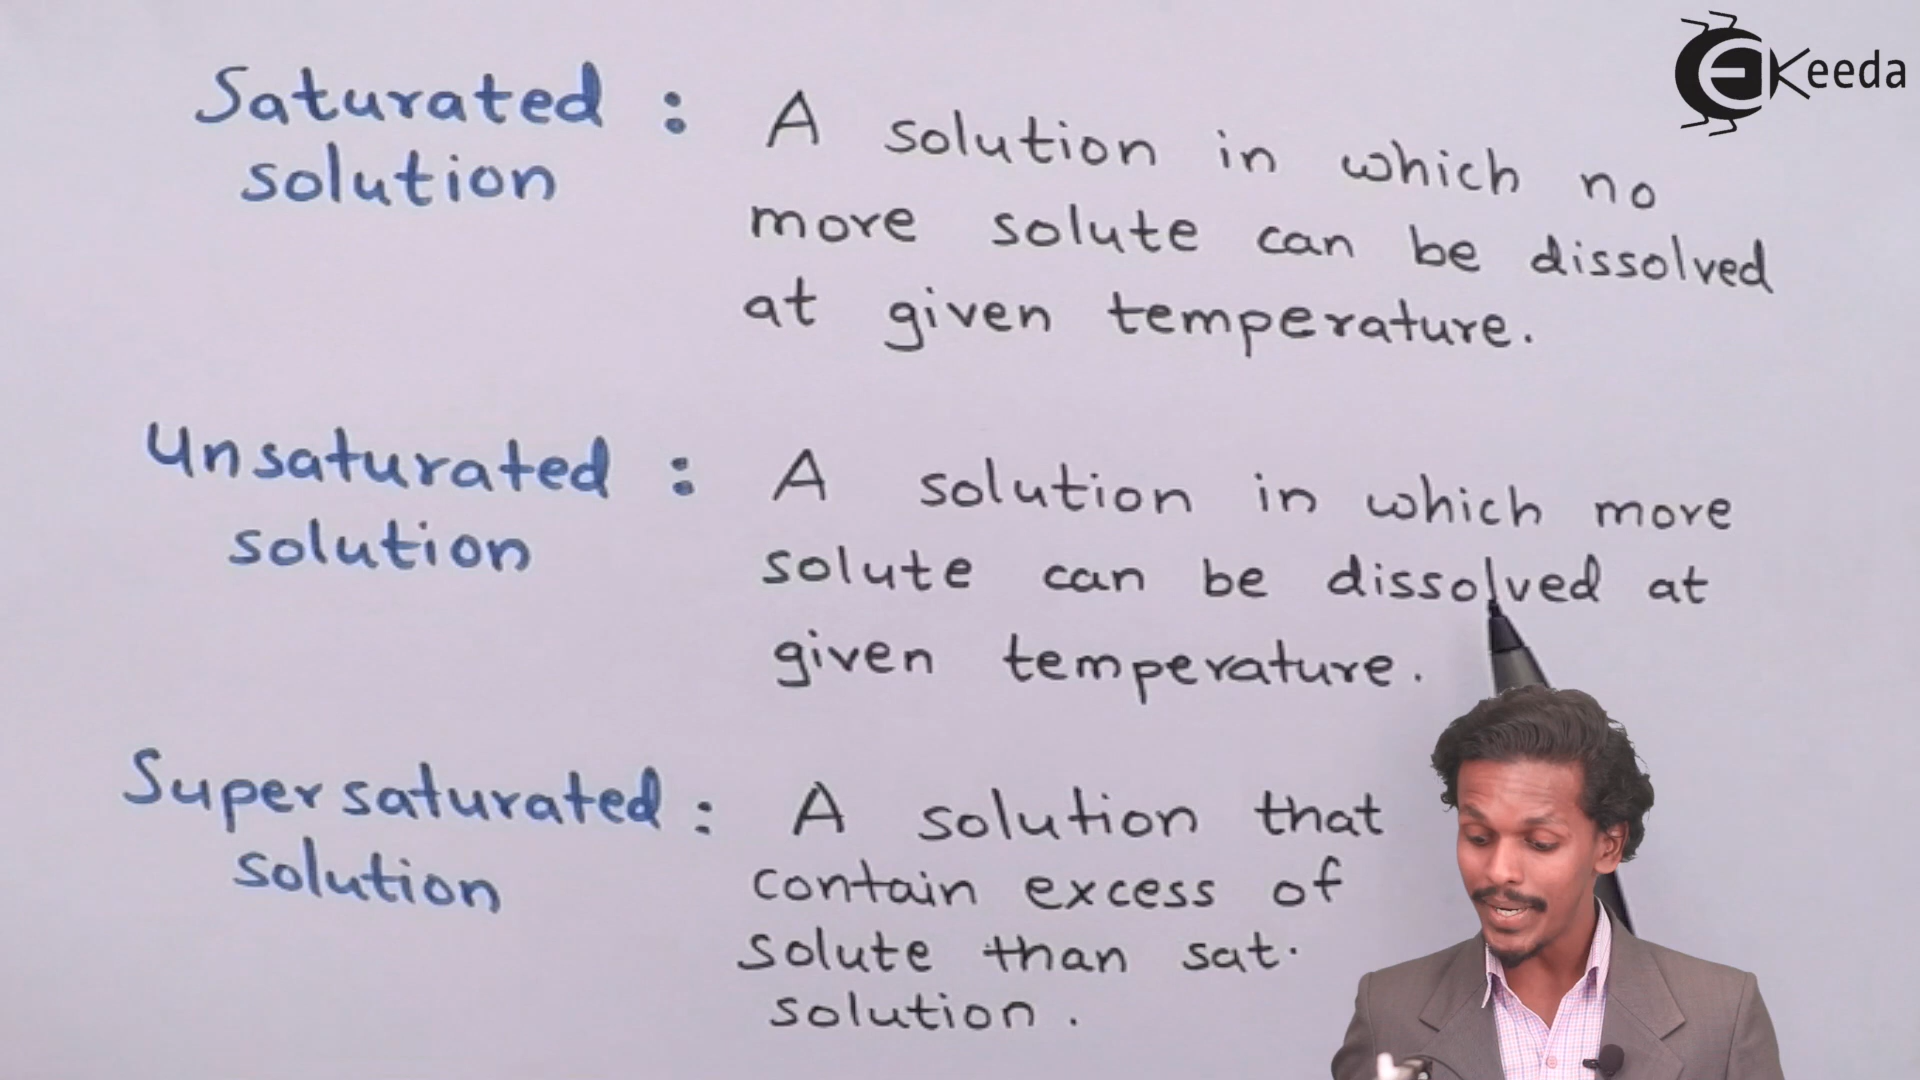 EKeeda
Saturated : A solution in which no
solution more solute can be dissolved
at given temperature.
Unsaturated : A solution in which more
solution solute can be dissolved at
given temperature.
Supersaturated : A solution that
solution contain excess of
solute than sat.
solution.